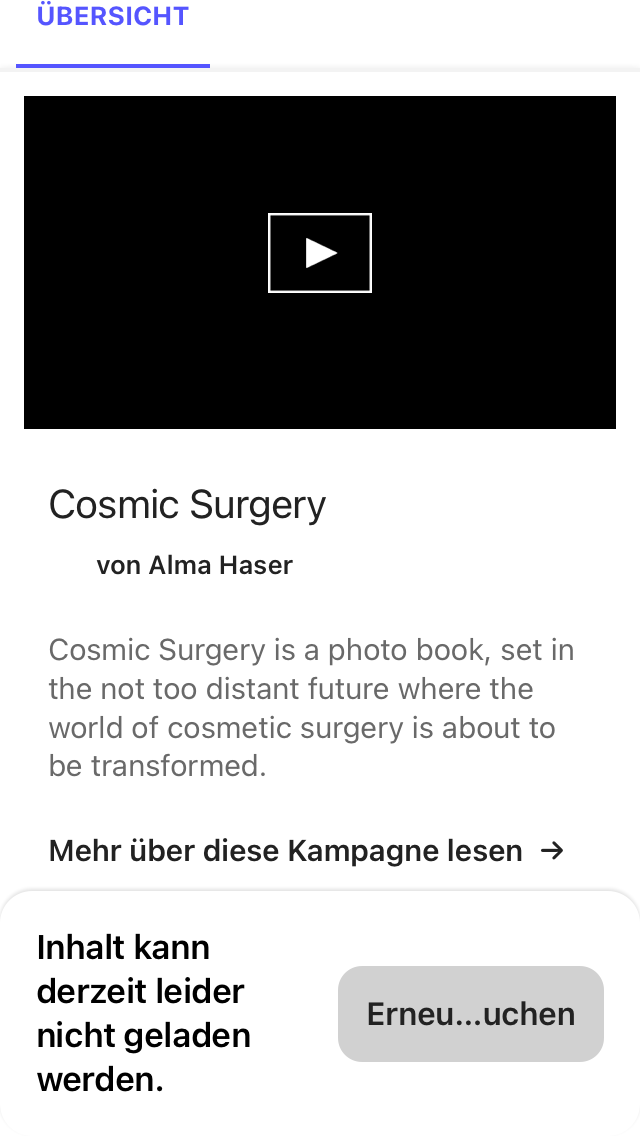 ÜBERSICHT
Cosmic Surgery
von Alma Haser
Cosmic Surgery is a photo book, set in
the not too distant future where the
world of cosmetic surgery is about to
be transformed.
Mehr über diese Kampagne lesen →
Inhalt kann
derzeit leider
nicht geladen
werden.
Erneu...uchen